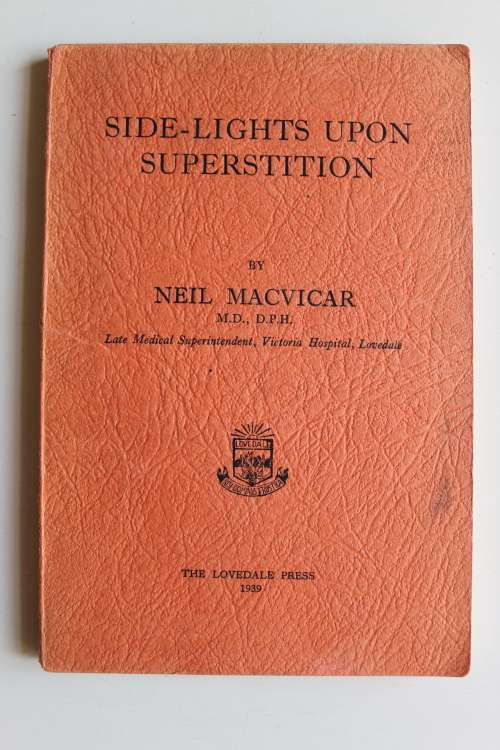 SIDE-LIGHTS UPON
SUPERSTITION
BY
NEIL MACVICAR
M.D., D.P.H.
Late Medical Superintendent, Victoria Hospital, Lovedale
LOVEDALE
THE LOVEDALE PRESS
1939